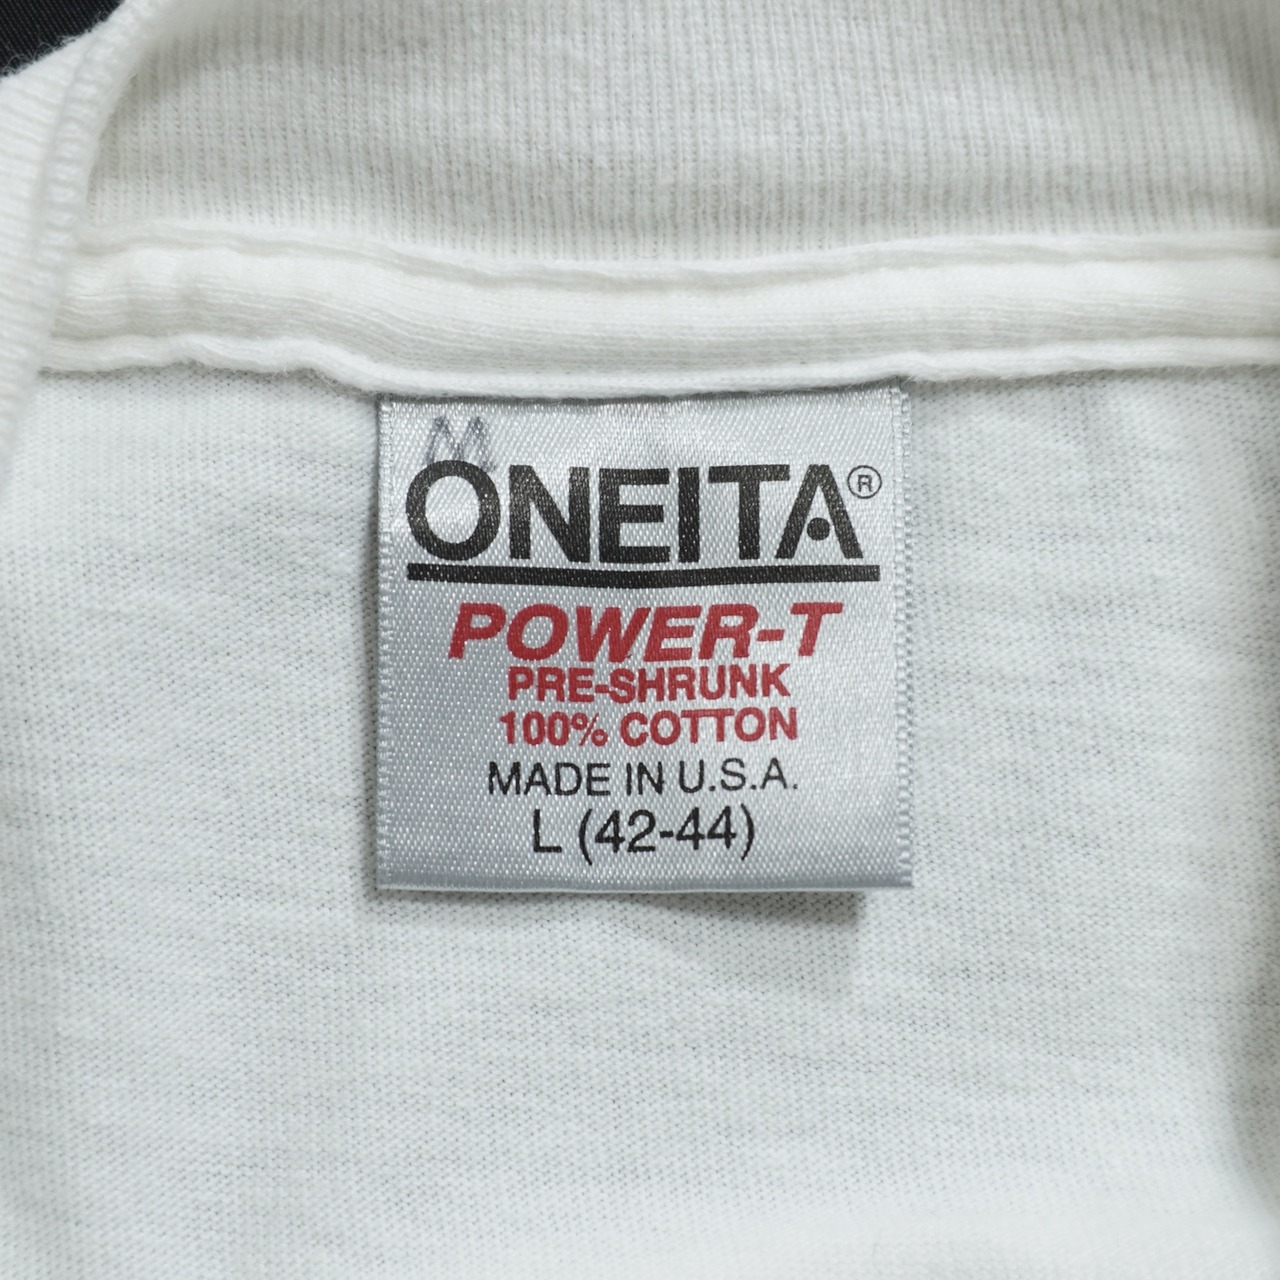 M
ONEITA®
POWER-T
PRE-SHRUNK
100% COTTON
MADE IN U.S.A.
L (42-44)